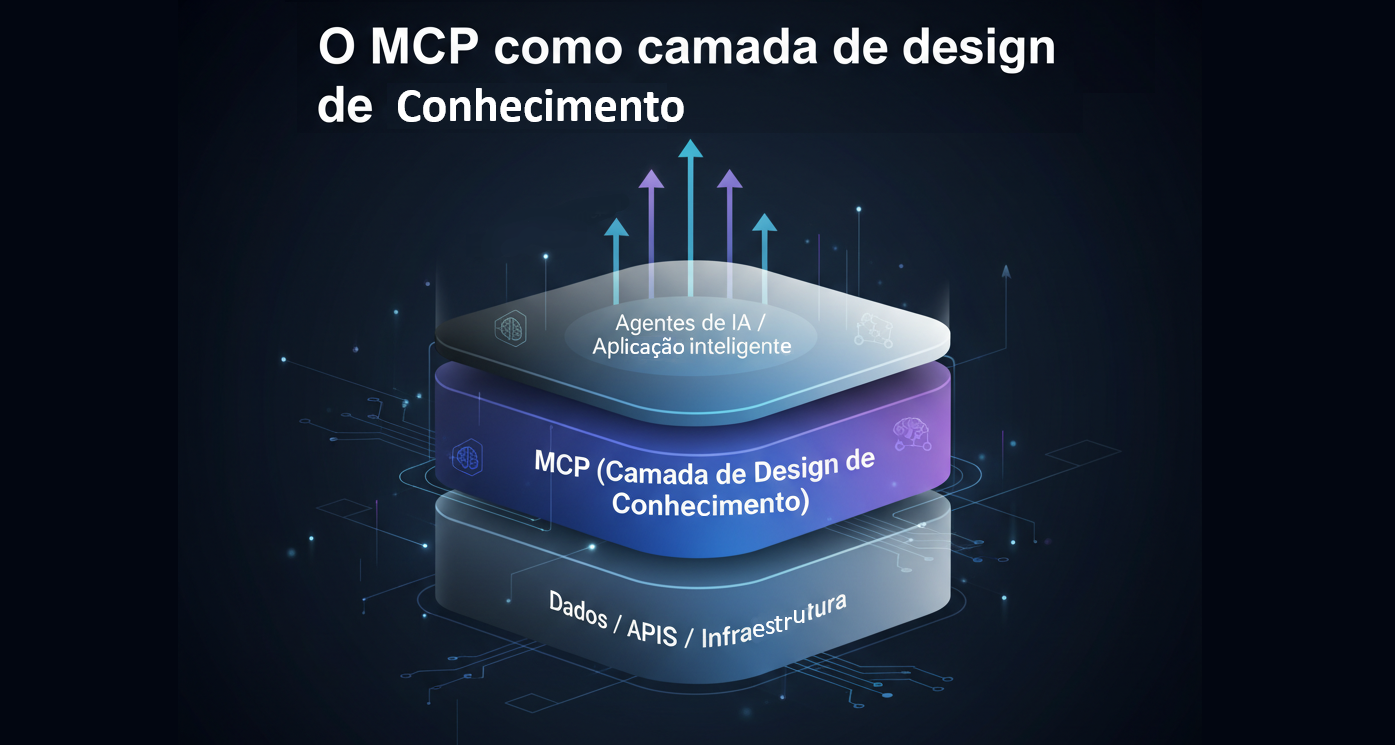 O MCP como camada de design
de Conhecimento
Agentes de IA /
Aplicação inteligente
MCP (Camada de Design de
Conhecimento)
Dados / APIS / Infraestrutura